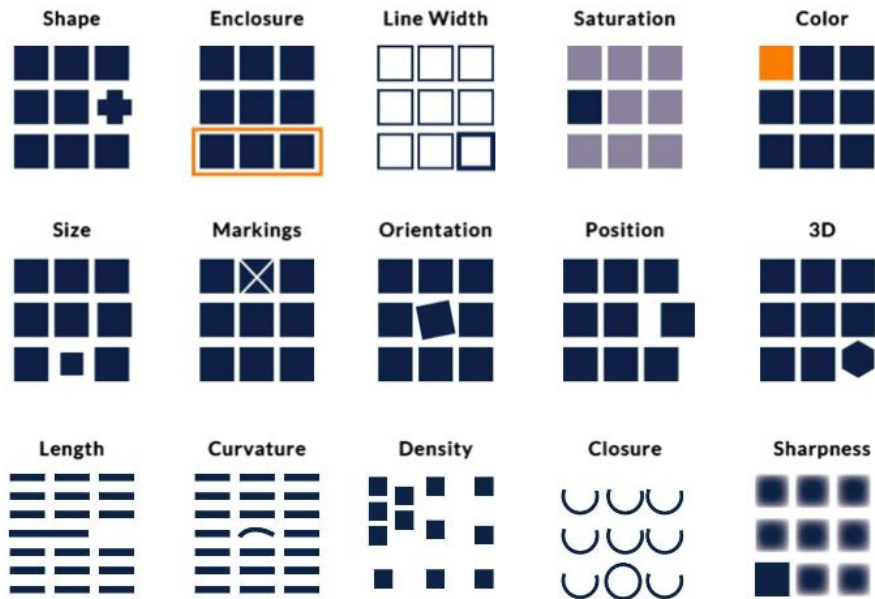 Shape
Enclosure
Line Width
Saturation
Color
Size
Markings
Orientation
Position
3D
Length
Curvature
Density
Closure
Sharpness